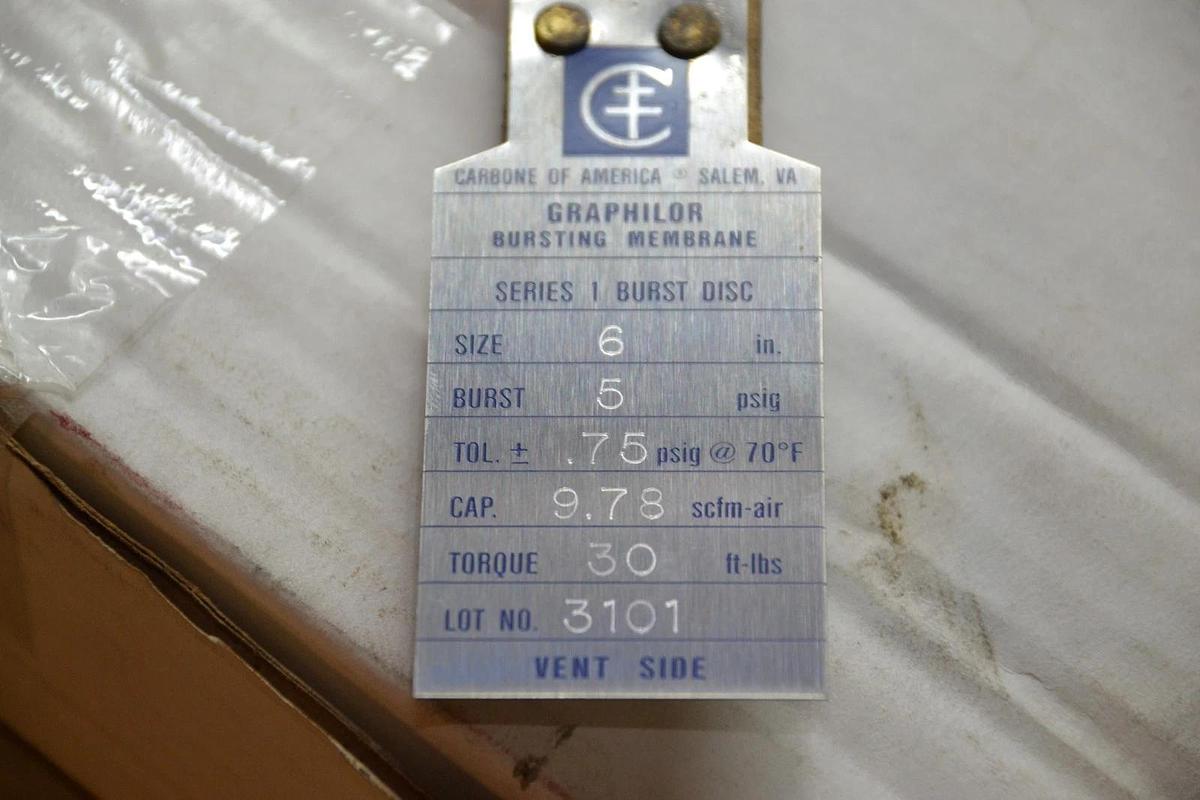 CARBONE OF AMERICA ® SALEM, VA
GRAPHILOR
BURSTING MEMBRANE
SERIES 1 BURST DISC
SIZE 6 in.
BURST 5 psig
TOL. ± .75 psig @ 70°F
CAP. 9.78 scfm-air
TORQUE 30 ft-lbs
LOT NO. 3101
VENT SIDE